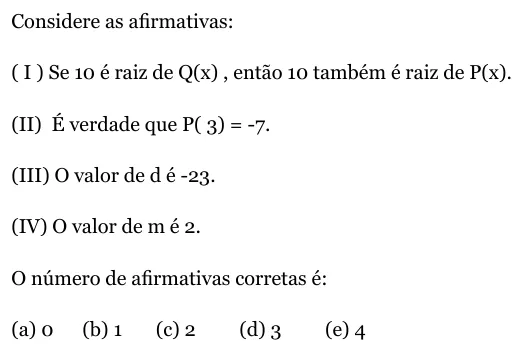 Considere as afirmativas:
( I ) Se 10 é raiz de Q(x) , então 10 também é raiz de P(x).
(II) É verdade que P( 3) = -7.
(III) O valor de d é -23.
(IV) O valor de m é 2.
O número de afirmativas corretas é:
(a) 0 (b) 1 (c) 2 (d) 3 (e) 4